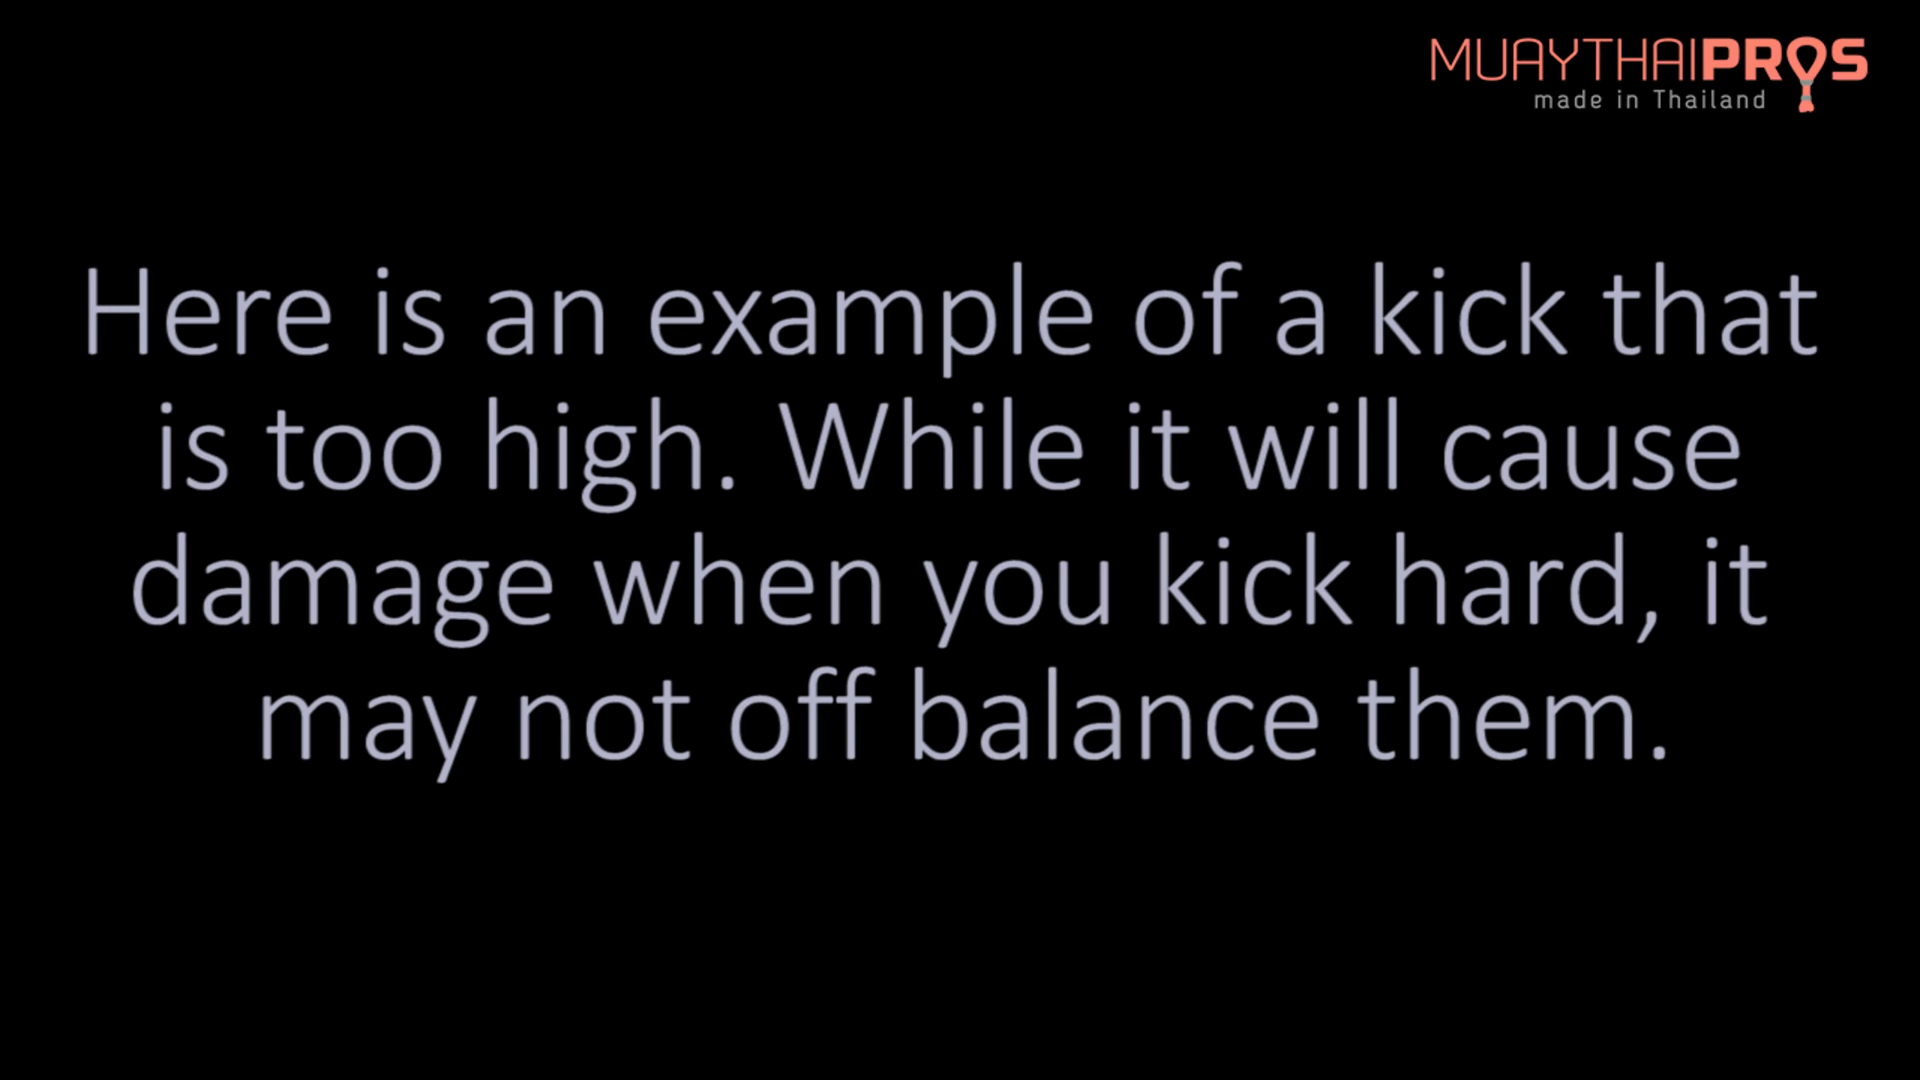 MUAYTHAIPROS
made in Thailand
Here is an example of a kick that
is too high. While it will cause
damage when you kick hard, it
may not off balance them.